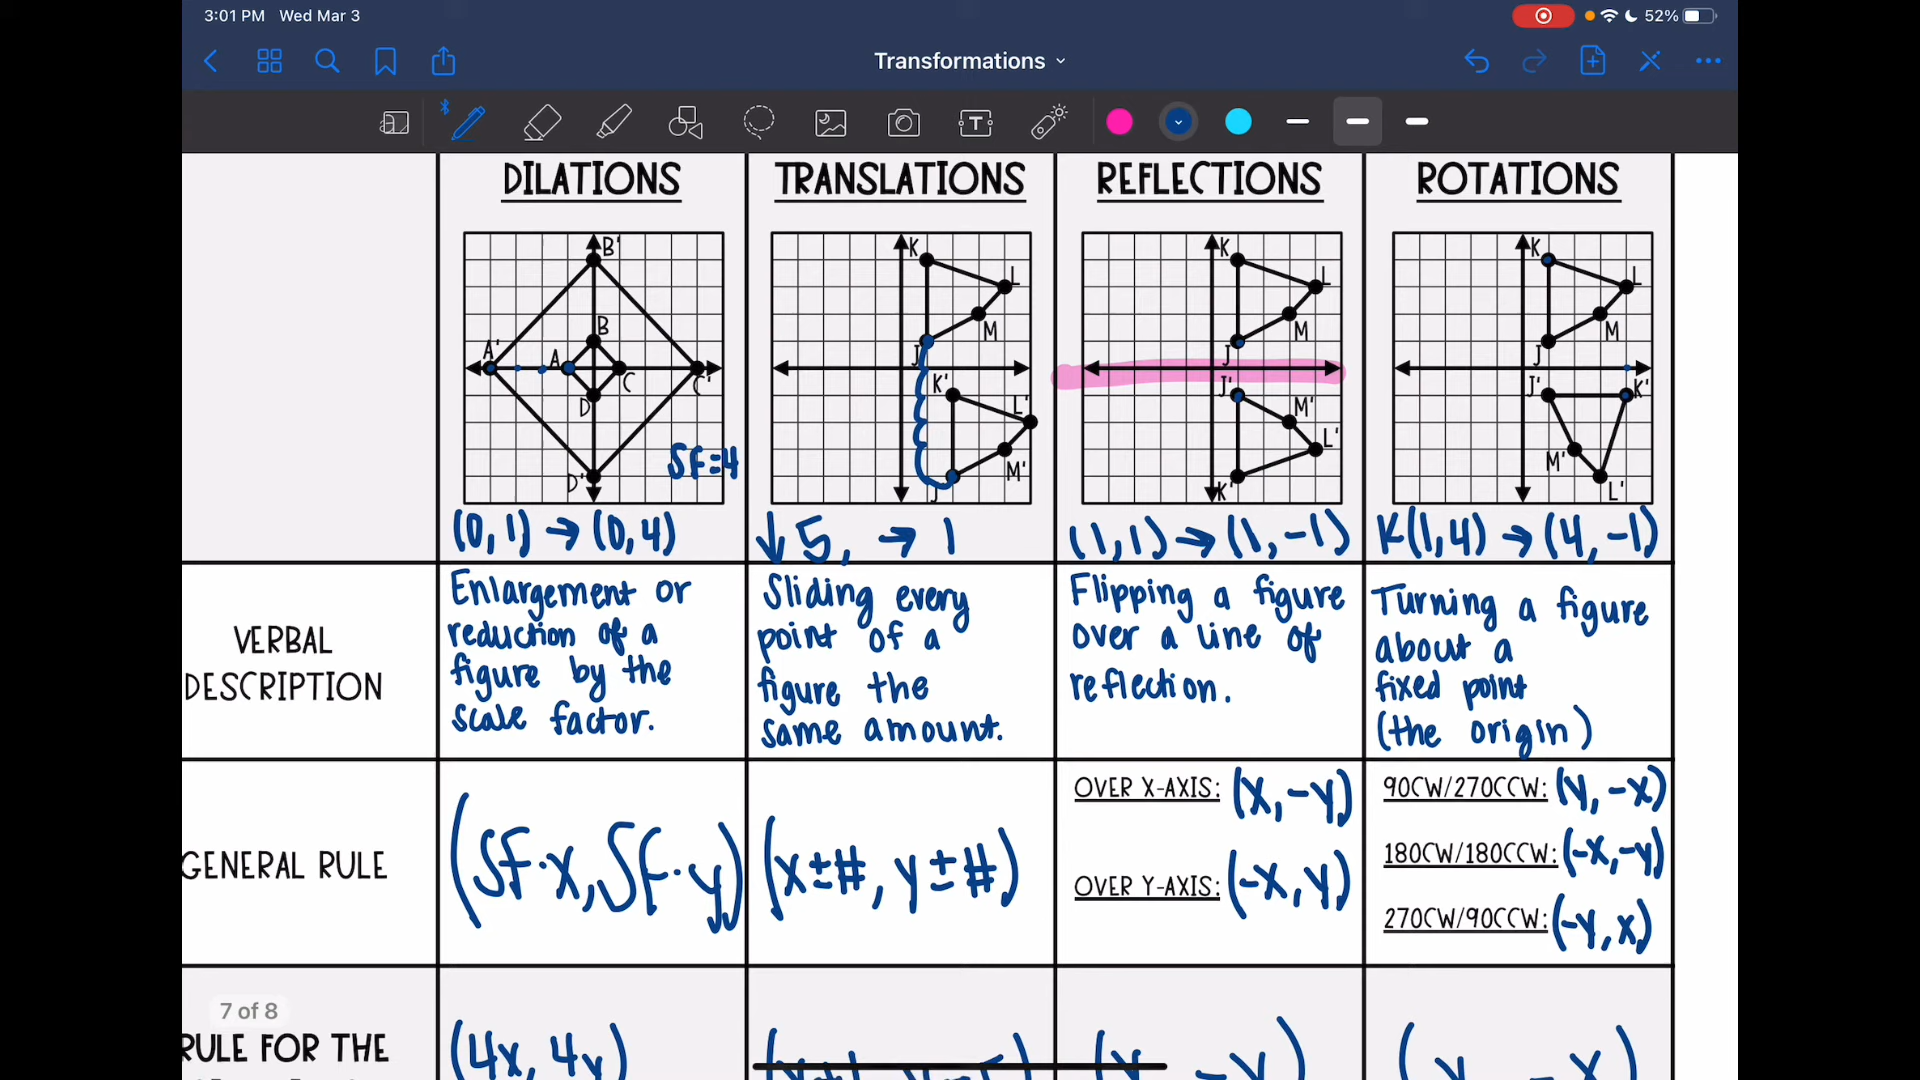 3:01 PM Wed Mar 3
52%
Transformations
T
DILATIONS
TRANSLATIONS
REFLECTIONS
ROTATIONS
B'
B
A'
A
C
C'
D
D'
SF=4
K
L
M
J
K'
L'
M'
J'
K
L
M
J
J'
M'
L'
K'
K
L
M
J
J'
K'
M'
L'
(0,1) → (0,4)
↓ 5, → 1
(1,1) → (1,-1)
K(1,4) → (4,-1)
VERBAL
DESCRIPTION
Enlargement or
reduction of a
figure by the
scale factor.
Sliding every
point of a
figure the
same amount.
Flipping a figure
over a line of
reflection.
Turning a figure
about a
fixed point
(the origin)
GENERAL RULE
(SF·x, SF·y)
(x±#, y±#)
OVER X-AXIS: (x,-y)
OVER Y-AXIS: (-x,y)
90CW/270CCW: (y,-x)
180CW/180CCW: (-x,-y)
270CW/90CCW: (-y,x)
7 of 8
RULE FOR THE
(4x, 4y)